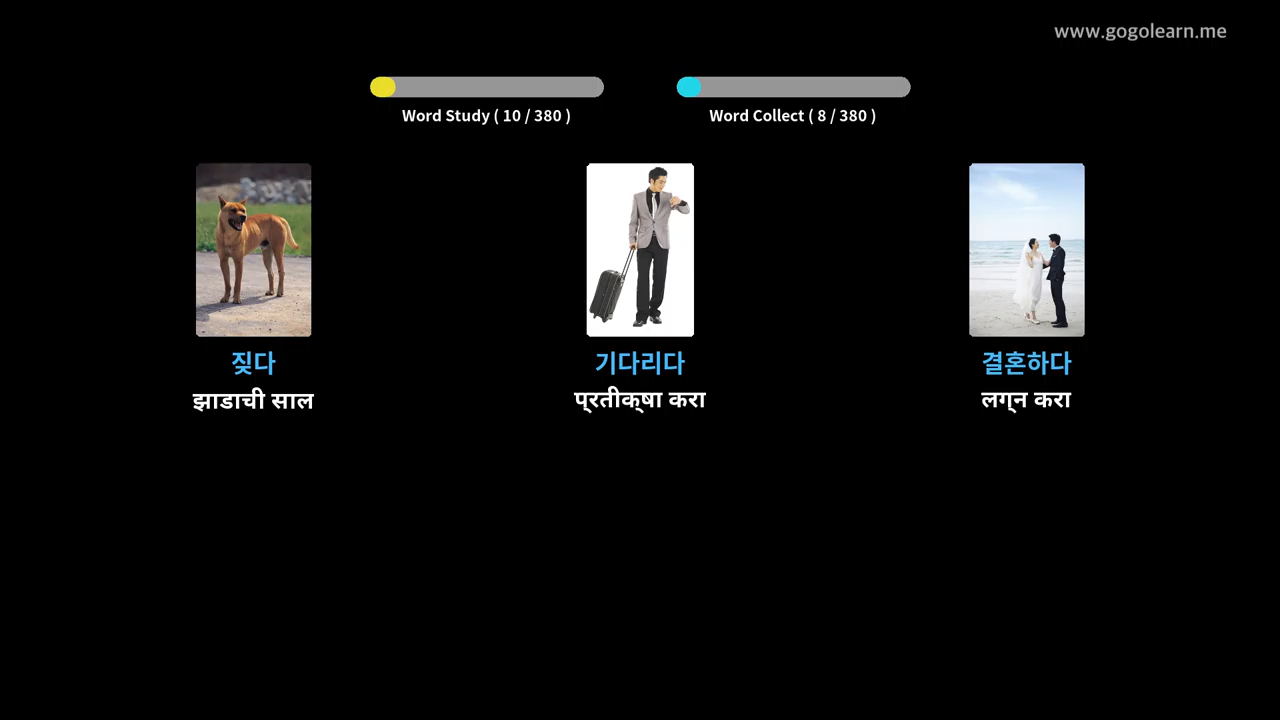 www.gogolearn.me
Word Study ( 10 / 380 )
Word Collect ( 8 / 380 )
짖다
기다리다
결혼하다
झाडाची साल
प्रतीक्षा करा
लग्न करा